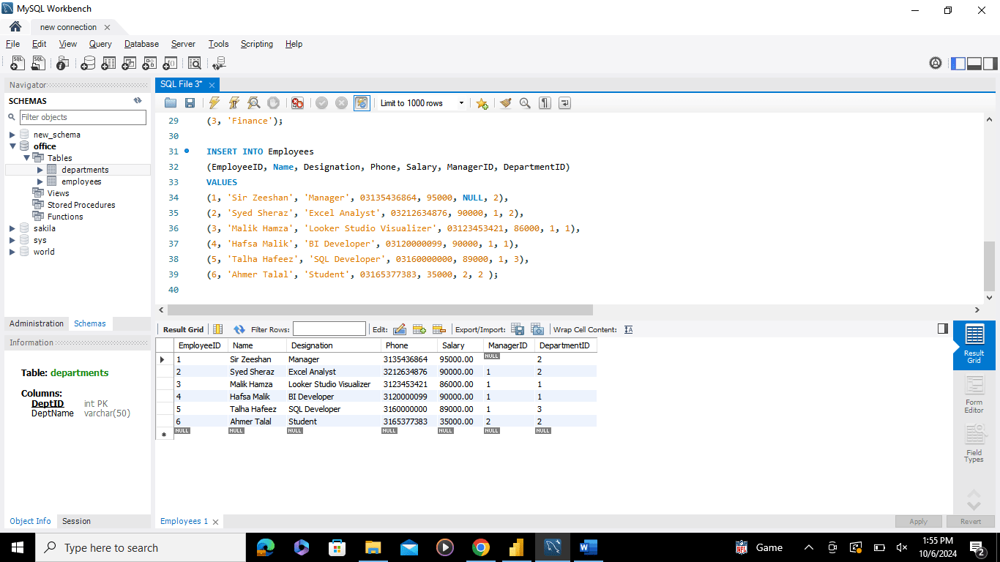 MySQL Workbench
new connection
File Edit View Query Database Server Tools Scripting Help
Navigator
SCHEMAS
Filter objects
new_schema
office
Tables
departments
employees
Views
Stored Procedures
Functions
sakila
sys
world
Administration Schemas
Information
Table: departments
Columns:
DeptID int PK
DeptName varchar(50)
Object Info Session
SQL File 3*
Limit to 1000 rows
29 (3, 'Finance');
30
31 INSERT INTO Employees
32 (EmployeeID, Name, Designation, Phone, Salary, ManagerID, DepartmentID)
33 VALUES
34 (1, 'Sir Zeeshan', 'Manager', 03135436864, 95000, NULL, 2),
35 (2, 'Syed Sheraz', 'Excel Analyst', 03212634876, 90000, 1, 2),
36 (3, 'Malik Hamza', 'Looker Studio Visualizer', 03123453421, 86000, 1, 1),
37 (4, 'Hafsa Malik', 'BI Developer', 03120000099, 90000, 1, 1),
38 (5, 'Talha Hafeez', 'SQL Developer', 03160000000, 89000, 1, 3),
39 (6, 'Ahmer Talal', 'Student', 03165377383, 35000, 2, 2 );
40
Result Grid Filter Rows: Edit: Export/Import: Wrap Cell Content:
EmployeeID Name Designation Phone Salary ManagerID DepartmentID
1 Sir Zeeshan Manager 3135436864 95000.00 NULL 2
2 Syed Sheraz Excel Analyst 3212634876 90000.00 1 2
3 Malik Hamza Looker Studio Visualizer 3123453421 86000.00 1 1
4 Hafsa Malik BI Developer 3120000099 90000.00 1 1
5 Talha Hafeez SQL Developer 3160000000 89000.00 1 3
6 Ahmer Talal Student 3165377383 35000.00 2 2
NULL NULL NULL NULL NULL NULL NULL
Result
Grid
Form
Editor
Field
Types
Employees 1
Apply Revert
Type here to search
Game
1:55 PM
10/6/2024
2